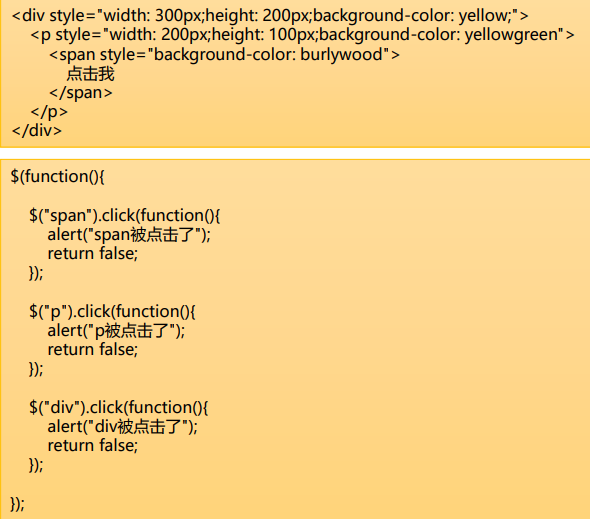 <div style="width: 300px;height: 200px;background-color: yellow;">
<p style="width: 200px;height: 100px;background-color: yellowgreen">
<span style="background-color: burlywood">
点击我
</span>
</p>
</div>
$(function(){
$("span").click(function(){
alert("span被点击了");
return false;
});
$("p").click(function(){
alert("p被点击了");
return false;
});
$("div").click(function(){
alert("div被点击了");
return false;
});
});